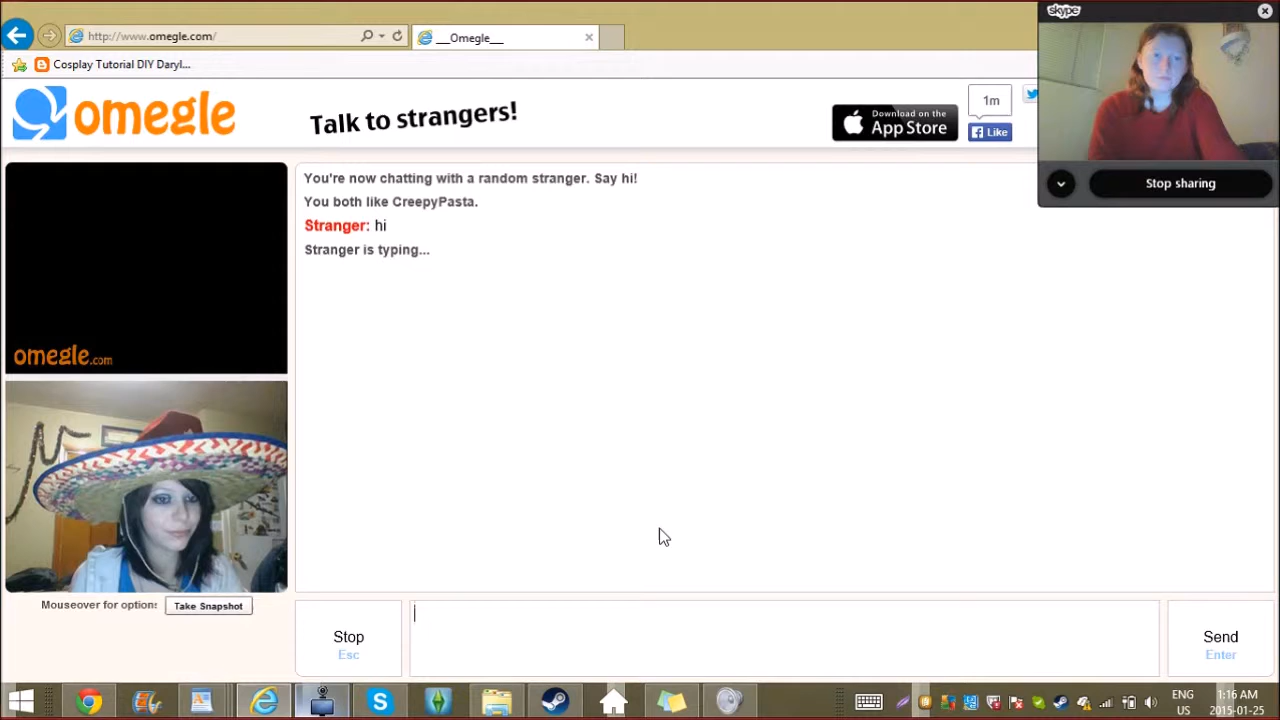 skype
http://www.omegle.com/
__Omegle__
Cosplay Tutorial DIY Daryl...
omegle
Talk to strangers!
Download on the
App Store
1m
Like
Stop sharing
You're now chatting with a random stranger. Say hi!
You both like CreepyPasta.
Stranger: hi
Stranger is typing...
omegle.com
Mouseover for options
Take Snapshot
Stop
Esc
Send
Enter
ENG
US
1:16 AM
2015-01-25